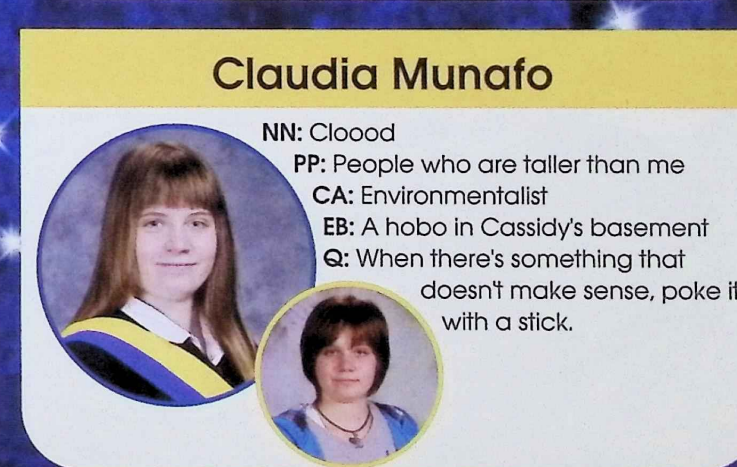 Claudia Munafo
NN: Cloood
PP: People who are taller than me
CA: Environmentalist
EB: A hobo in Cassidy's basement
Q: When there's something that
doesn't make sense, poke it
with a stick.